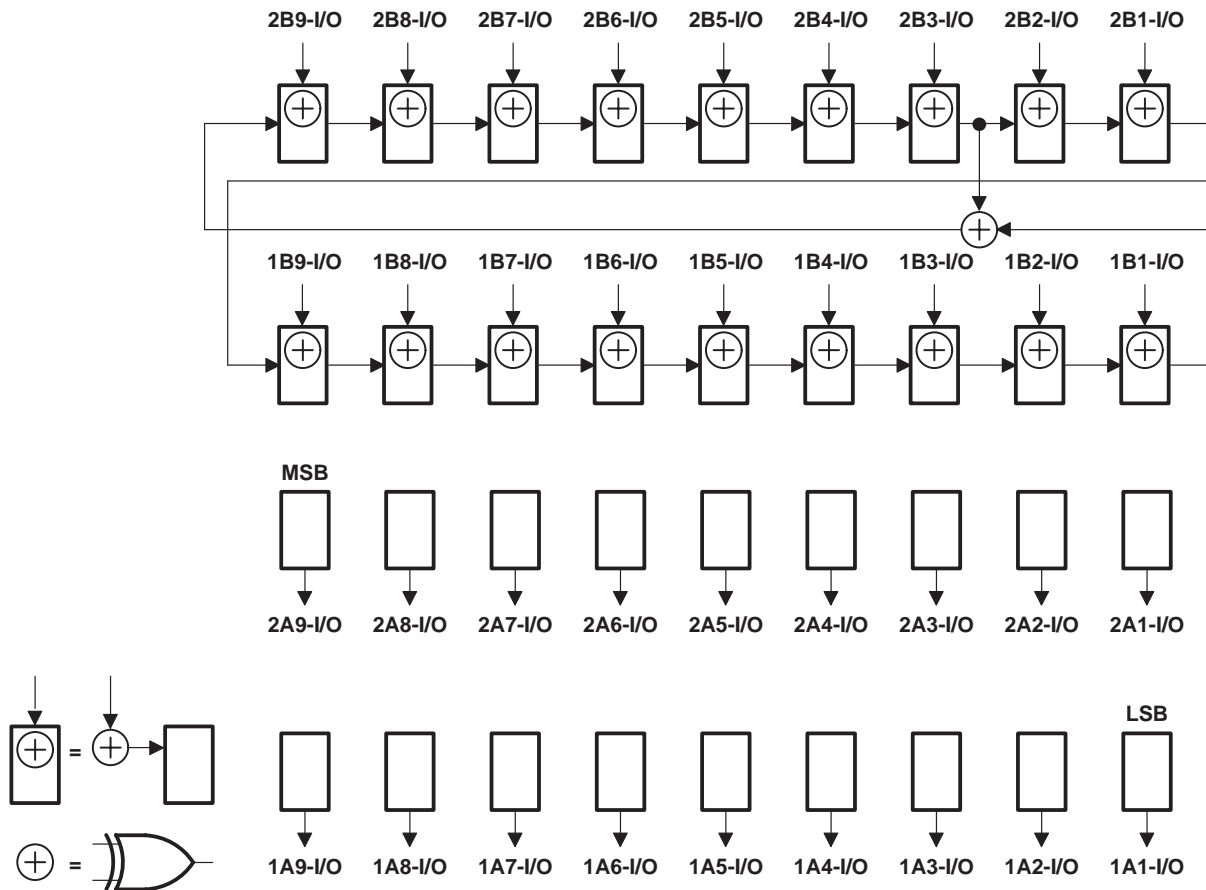 2B9-I/O 2B8-I/O 2B7-I/O 2B6-I/O 2B5-I/O 2B4-I/O 2B3-I/O 2B2-I/O 2B1-I/O
1B9-I/O 1B8-I/O 1B7-I/O 1B6-I/O 1B5-I/O 1B4-I/O 1B3-I/O 1B2-I/O 1B1-I/O
MSB
2A9-I/O 2A8-I/O 2A7-I/O 2A6-I/O 2A5-I/O 2A4-I/O 2A3-I/O 2A2-I/O 2A1-I/O
LSB
=
=
1A9-I/O 1A8-I/O 1A7-I/O 1A6-I/O 1A5-I/O 1A4-I/O 1A3-I/O 1A2-I/O 1A1-I/O